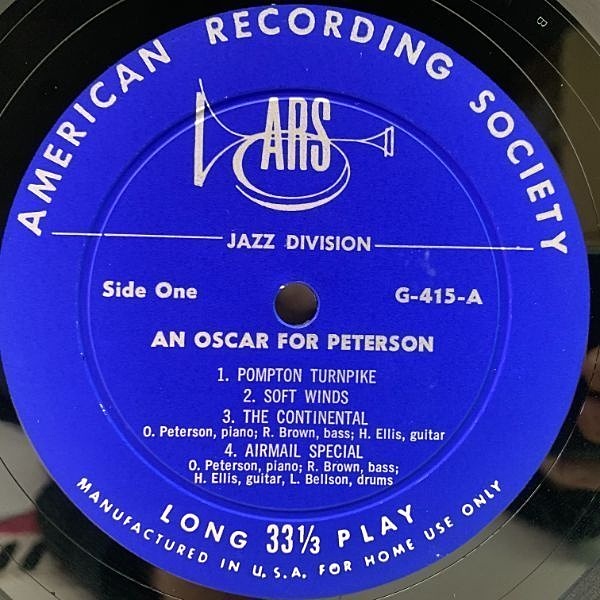 AMERICAN RECORDING SOCIETY
ARS
JAZZ DIVISION
Side One
G-415-A
AN OSCAR FOR PETERSON
1. POMPTON TURNPIKE
2. SOFT WINDS
3. THE CONTINENTAL
O. Peterson, piano; R. Brown, bass; H. Ellis, guitar
4. AIRMAIL SPECIAL
O. Peterson, piano; R. Brown, bass;
H. Ellis, guitar, L. Bellson, drums
LONG 33⅓ PLAY
MANUFACTURED IN U.S.A. FOR HOME USE ONLY